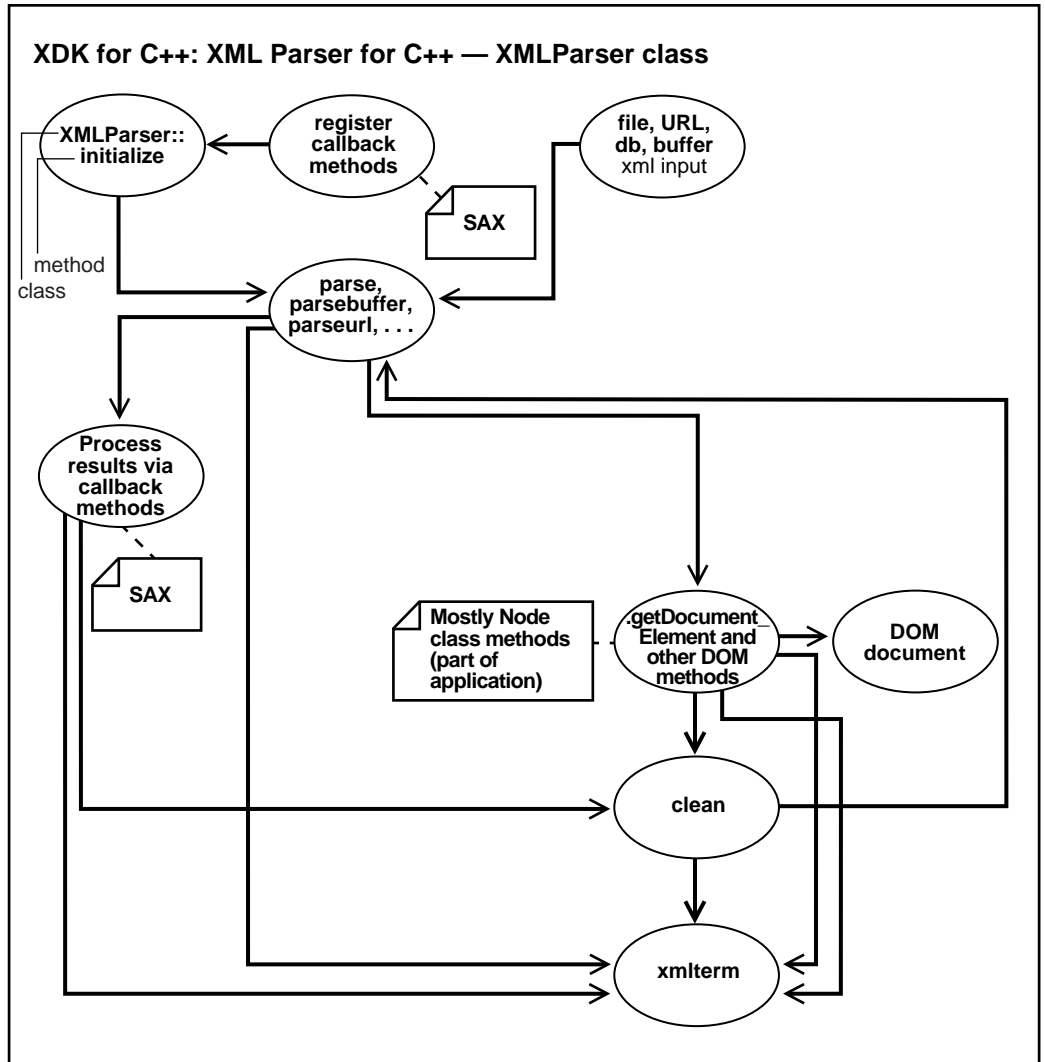 XDK for C++: XML Parser for C++ — XMLParser class
XMLParser::
initialize
register
callback
methods
file, URL,
db, buffer
xml input
SAX
method
class
parse,
parsebuffer,
parseurl, . . .
Process
results via
callback
methods
SAX
Mostly Node
class methods
(part of
application)
.getDocument_
Element and
other DOM
methods
DOM
document
clean
xmlterm